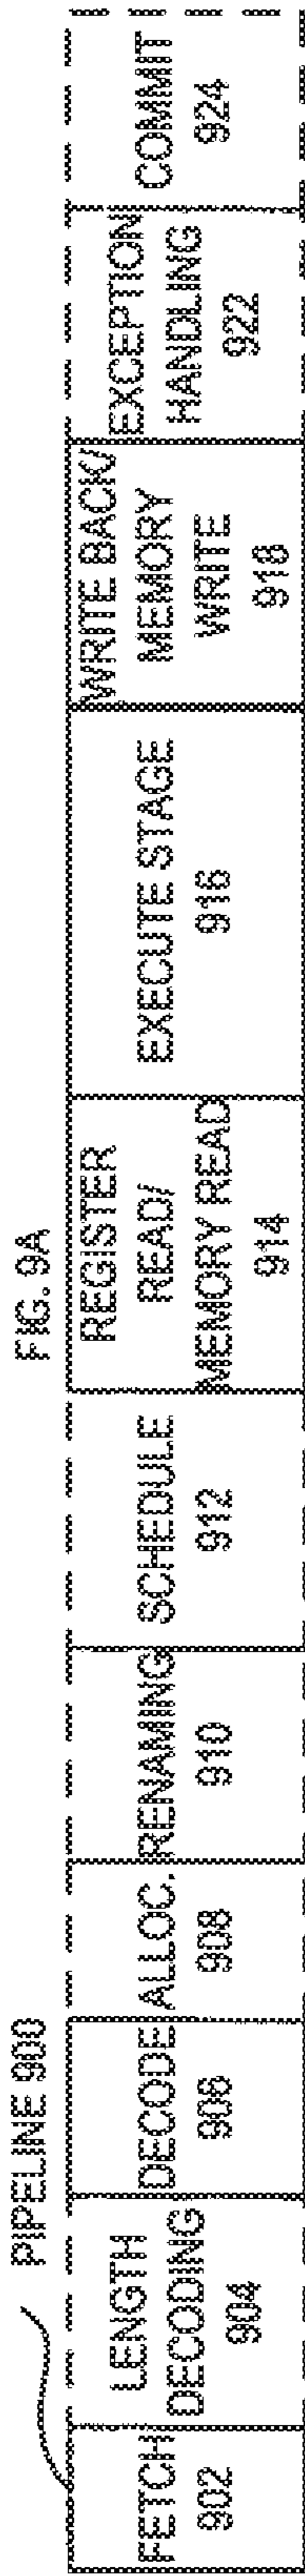 FIG. 9A
PIPELINE 900
FETCH
902
LENGTH
DECODING
904
DECODE
906
ALLOC.
908
RENAMING
910
SCHEDULE
912
REGISTER
READ/
MEMORY READ
914
EXECUTE STAGE
916
WRITE BACK/
MEMORY
WRITE
918
EXCEPTION
HANDLING
922
COMMIT
924